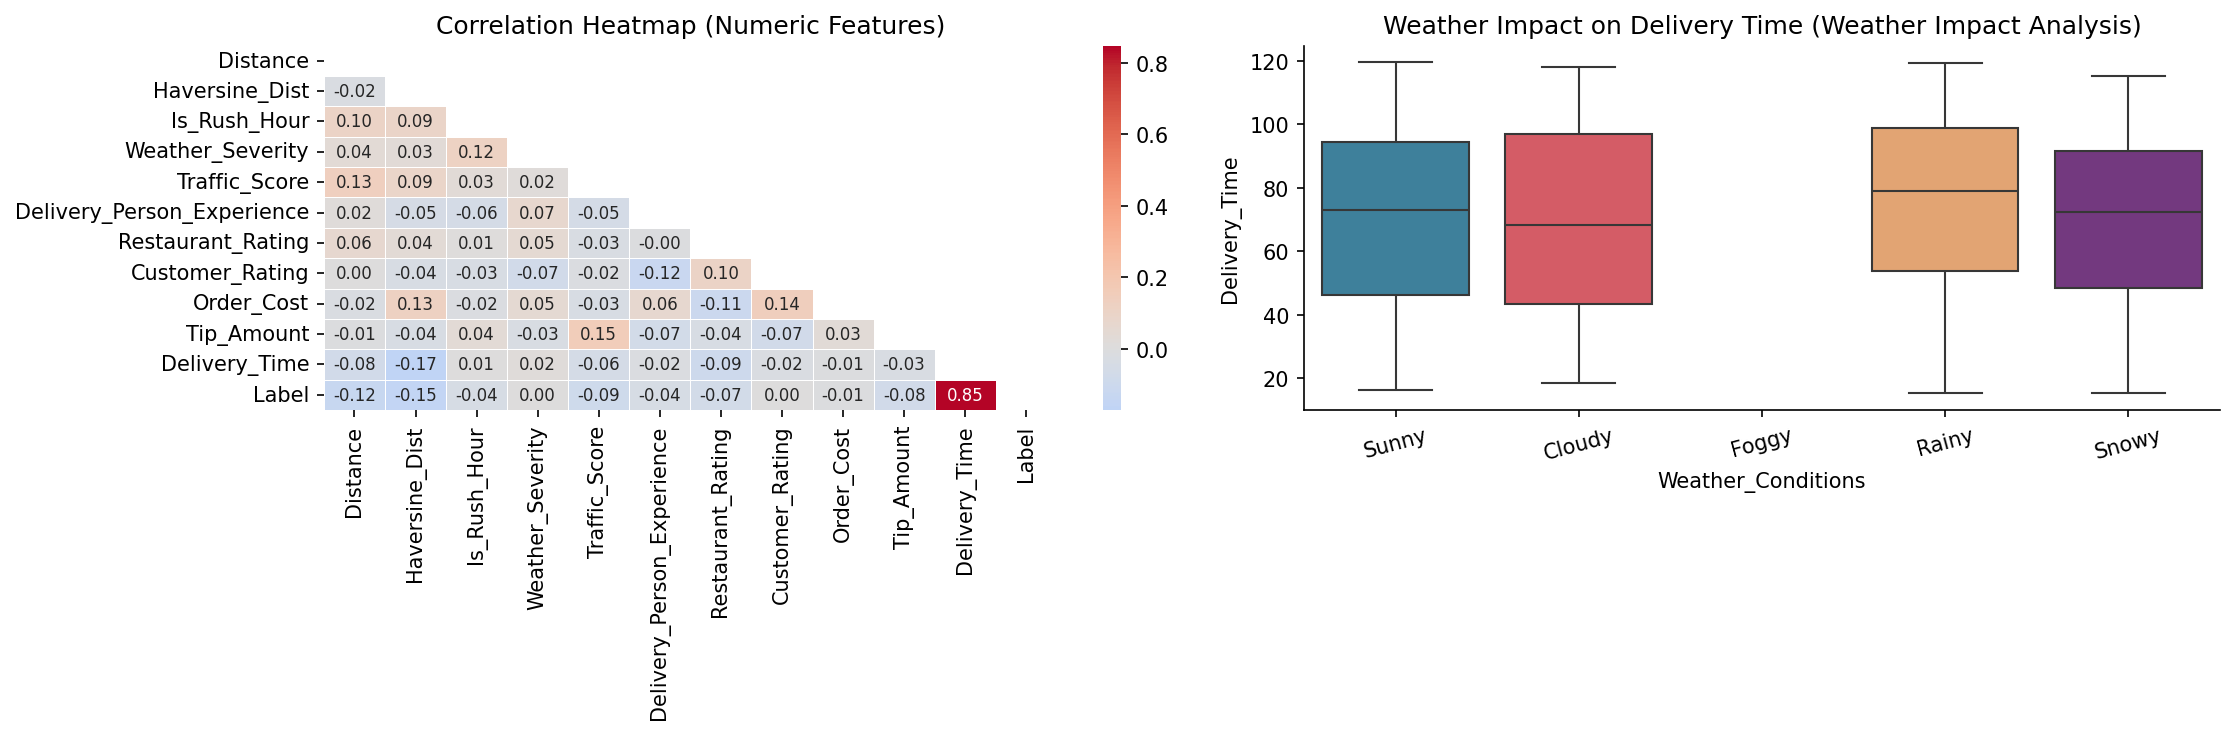 Correlation Heatmap (Numeric Features)
Distance
Haversine_Dist -0.02
Is_Rush_Hour 0.10 0.09
Weather_Severity 0.04 0.03 0.12
Traffic_Score 0.13 0.09 0.03 0.02
Delivery_Person_Experience 0.02 -0.05 -0.06 0.07 -0.05
Restaurant_Rating 0.06 0.04 0.01 0.05 -0.03 -0.00
Customer_Rating 0.00 -0.04 -0.03 -0.07 -0.02 -0.12 0.10
Order_Cost -0.02 0.13 -0.02 0.05 -0.03 0.06 -0.11 0.14
Tip_Amount -0.01 -0.04 0.04 -0.03 0.15 -0.07 -0.04 -0.07 0.03
Delivery_Time -0.08 -0.17 0.01 0.02 -0.06 -0.02 -0.09 -0.02 -0.01 -0.03
Label -0.12 -0.15 -0.04 0.00 -0.09 -0.04 -0.07 0.00 -0.01 -0.08 0.85
Distance
Haversine_Dist
Is_Rush_Hour
Weather_Severity
Traffic_Score
Delivery_Person_Experience
Restaurant_Rating
Customer_Rating
Order_Cost
Tip_Amount
Delivery_Time
Label
0.8
0.6
0.4
0.2
0.0
Weather Impact on Delivery Time (Weather Impact Analysis)
Delivery_Time
120
100
80
60
40
20
Sunny Cloudy Foggy Rainy Snowy
Weather_Conditions